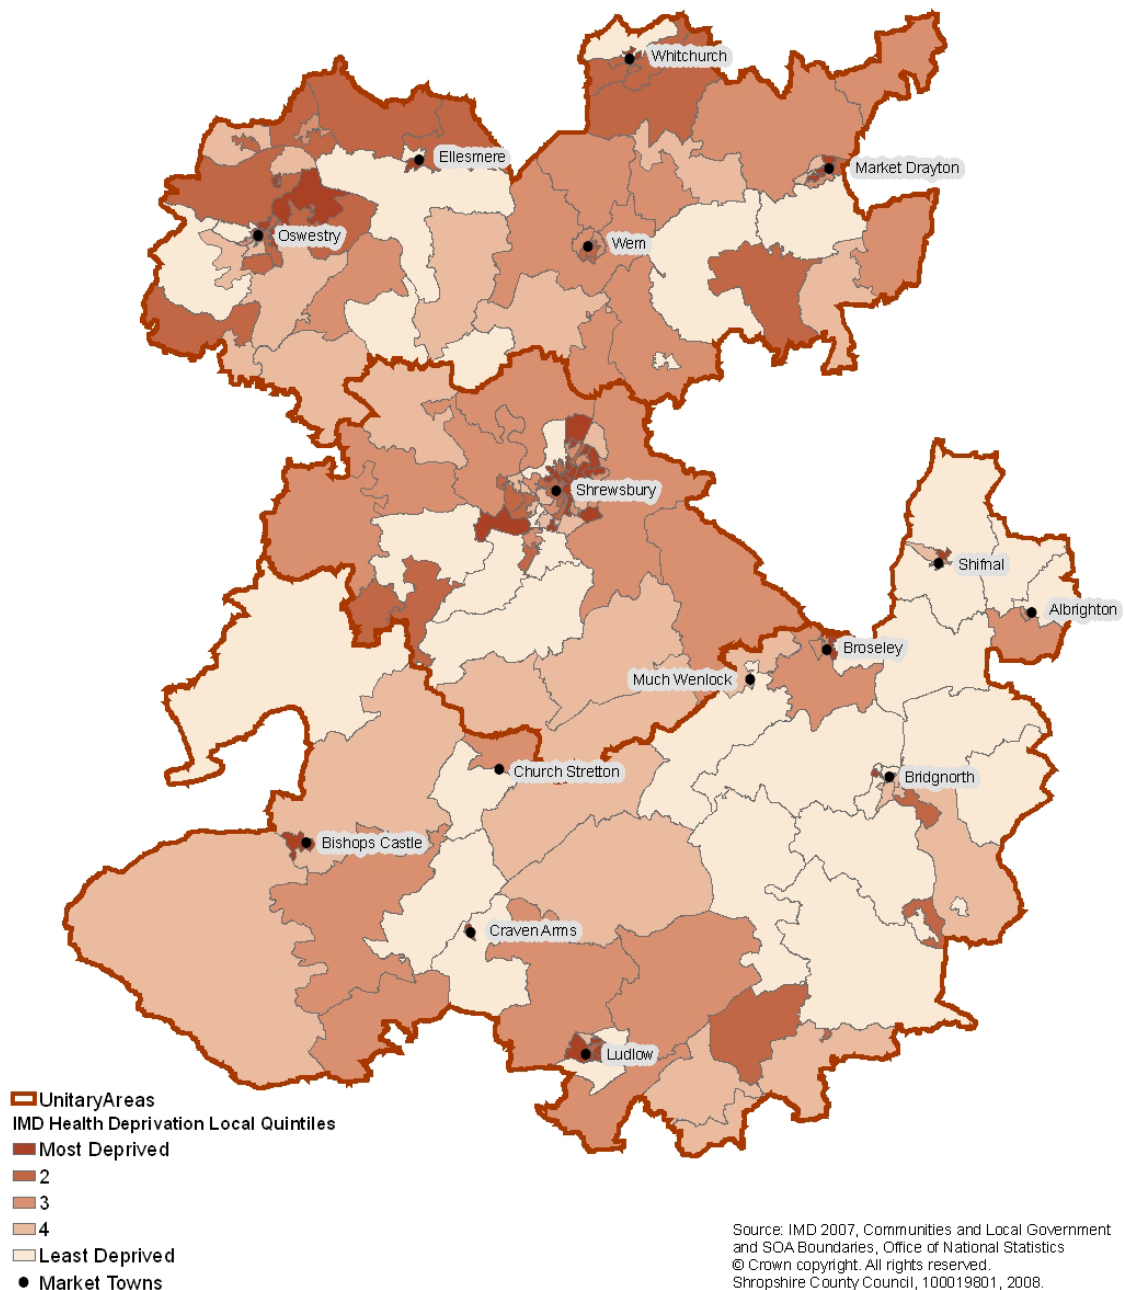 Whitchurch
Ellesmere
Market Drayton
Oswestry
Wem
Shrewsbury
Shifnal
Albrighton
Broseley
Much Wenlock
Church Stretton
Bridgnorth
Bishops Castle
Craven Arms
Ludlow
UnitaryAreas
IMD Health Deprivation Local Quintiles
Most Deprived
2
3
4
Least Deprived
Market Towns
Source: IMD 2007, Communities and Local Government
and SOA Boundaries, Office of National Statistics
© Crown copyright. All rights reserved.
Shropshire County Council, 100019801, 2008.